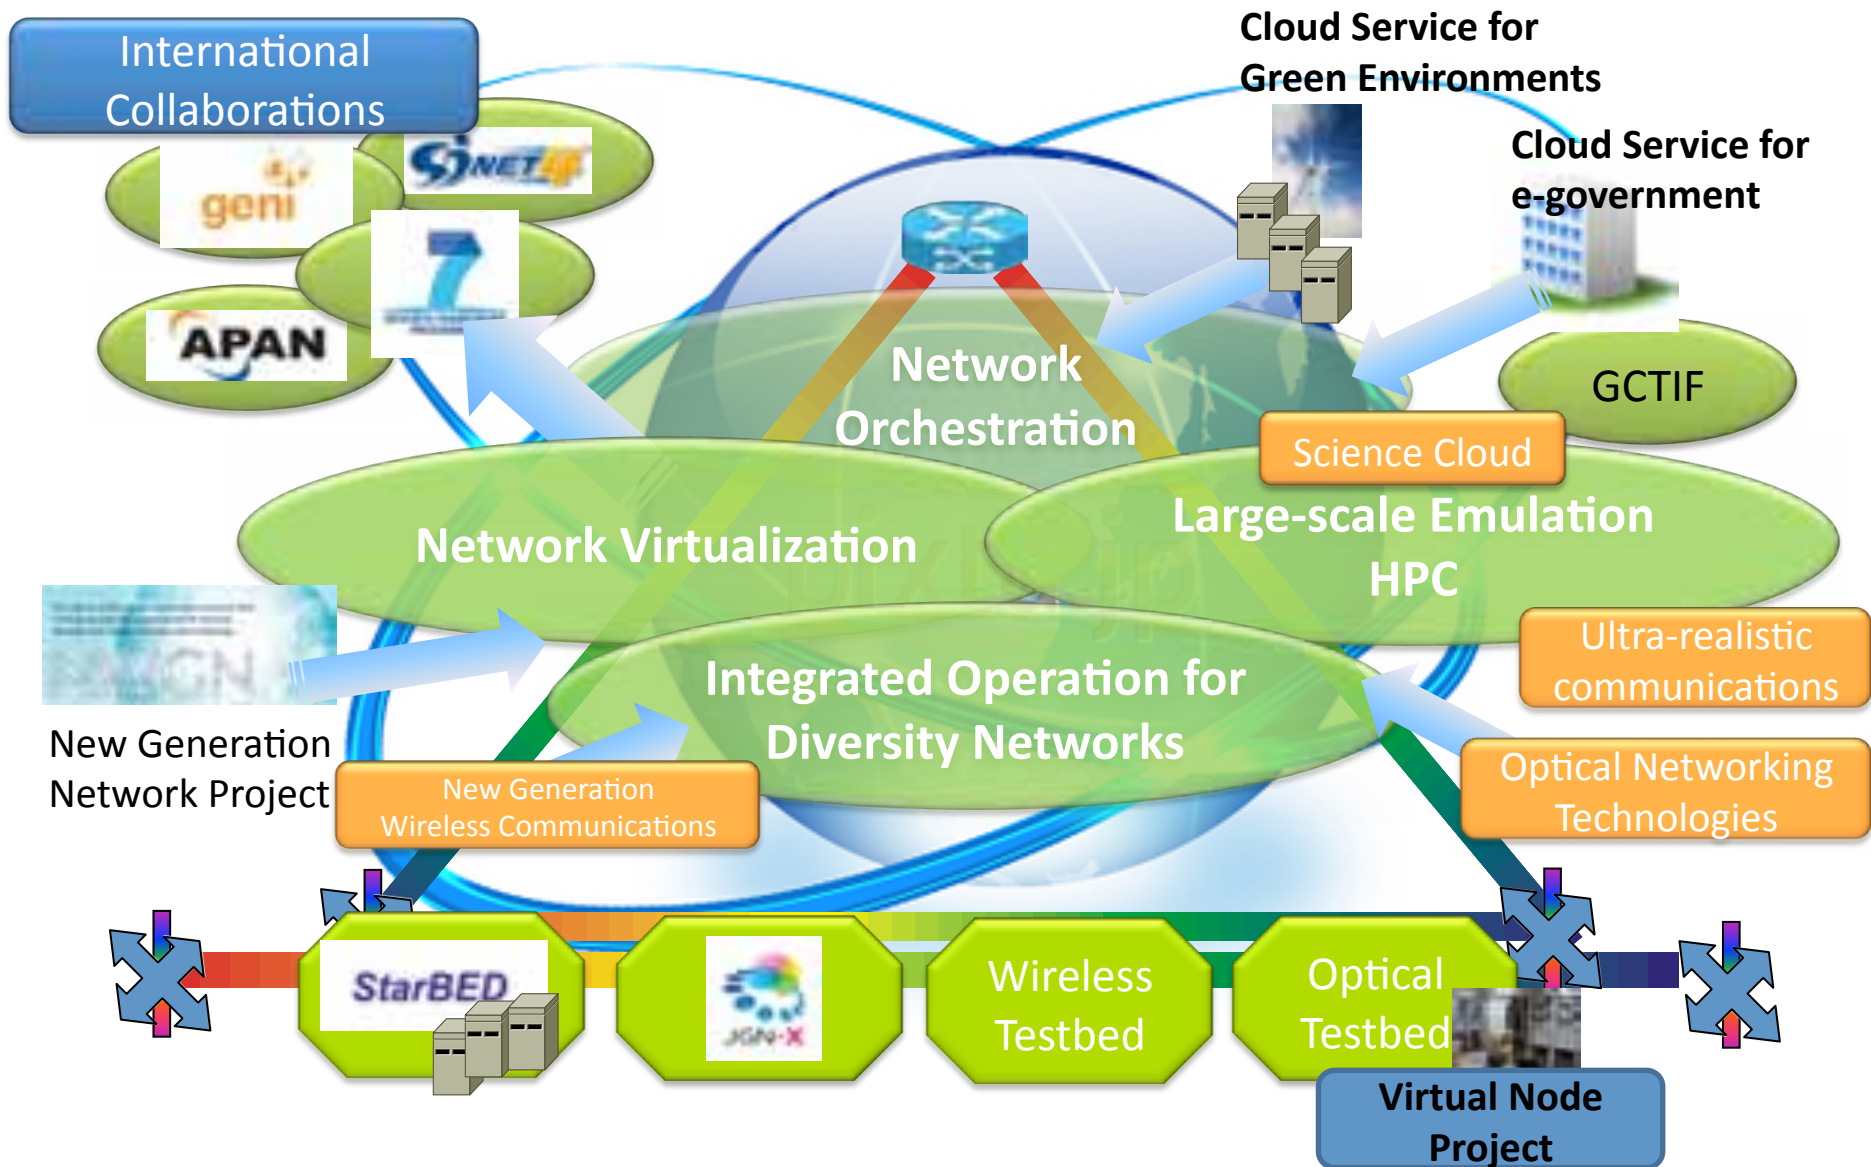 International
Collaborations
geni
SINET4
7
APAN
Cloud Service for
Green Environments
Cloud Service for
e-government
GCTIF
Network
Orchestration
Science Cloud
Network Virtualization
Large-scale Emulation
HPC
New Generation
Network Project
Integrated Operation for
Diversity Networks
New Generation
Wireless Communications
Ultra-realistic
communications
Optical Networking
Technologies
StarBED
JGN-X
Wireless
Testbed
Optical
Testbed
Virtual Node
Project